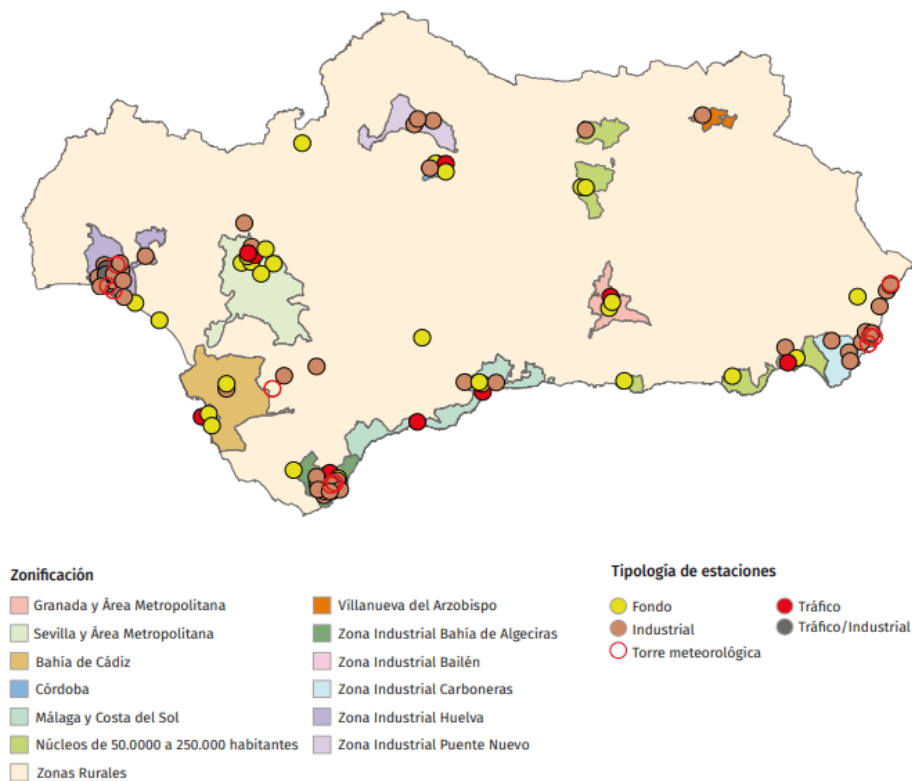 Zonificación
Granada y Área Metropolitana
Sevilla y Área Metropolitana
Bahía de Cádiz
Córdoba
Málaga y Costa del Sol
Núcleos de 50.0000 a 250.000 habitantes
Zonas Rurales
Villanueva del Arzobispo
Zona Industrial Bahía de Algeciras
Zona Industrial Bailén
Zona Industrial Carboneras
Zona Industrial Huelva
Zona Industrial Puente Nuevo
Tipología de estaciones
Fondo
Industrial
Torre meteorológica
Tráfico
Tráfico/Industrial